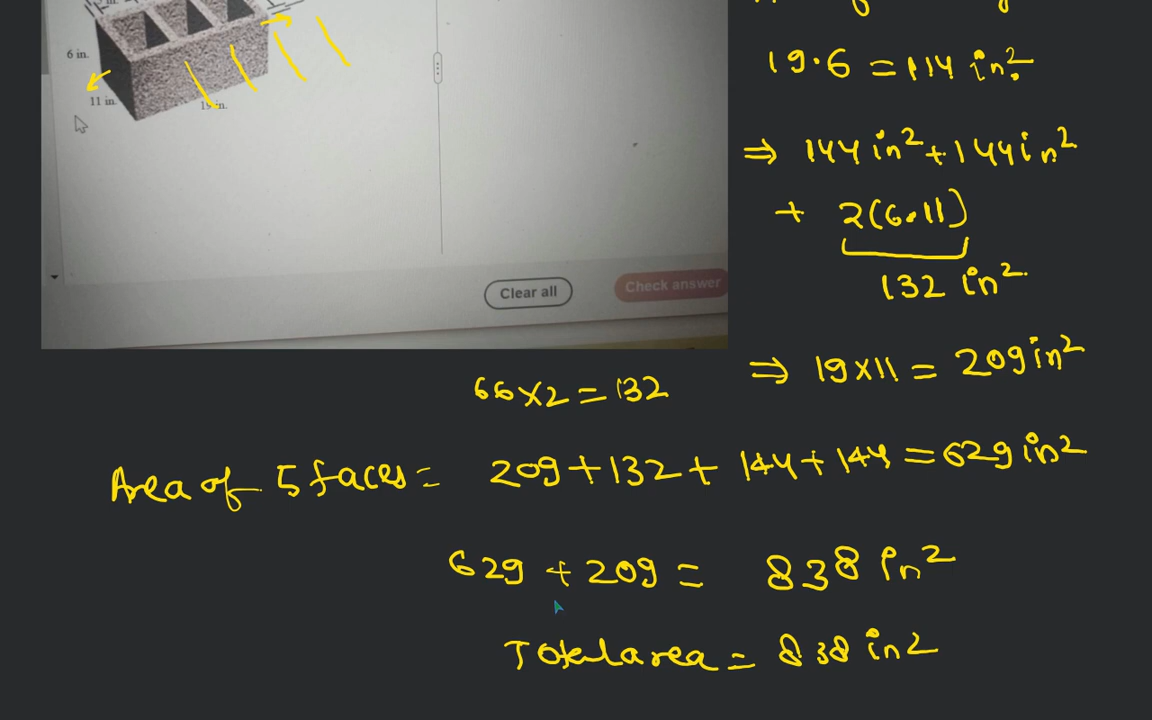 6 in.
11 in.
19.6 = 114 in2
⇒ 144 in2 + 144 in2
+ 2(6.11)
132 in2
Clear all
Check answer
66 x 2 = 132
⇒ 19 x 11 = 209 in2
Area of 5 faces = 209 + 132 + 144 + 144 = 629 in2
629 + 209 = 838 in2
Total area = 838 in2